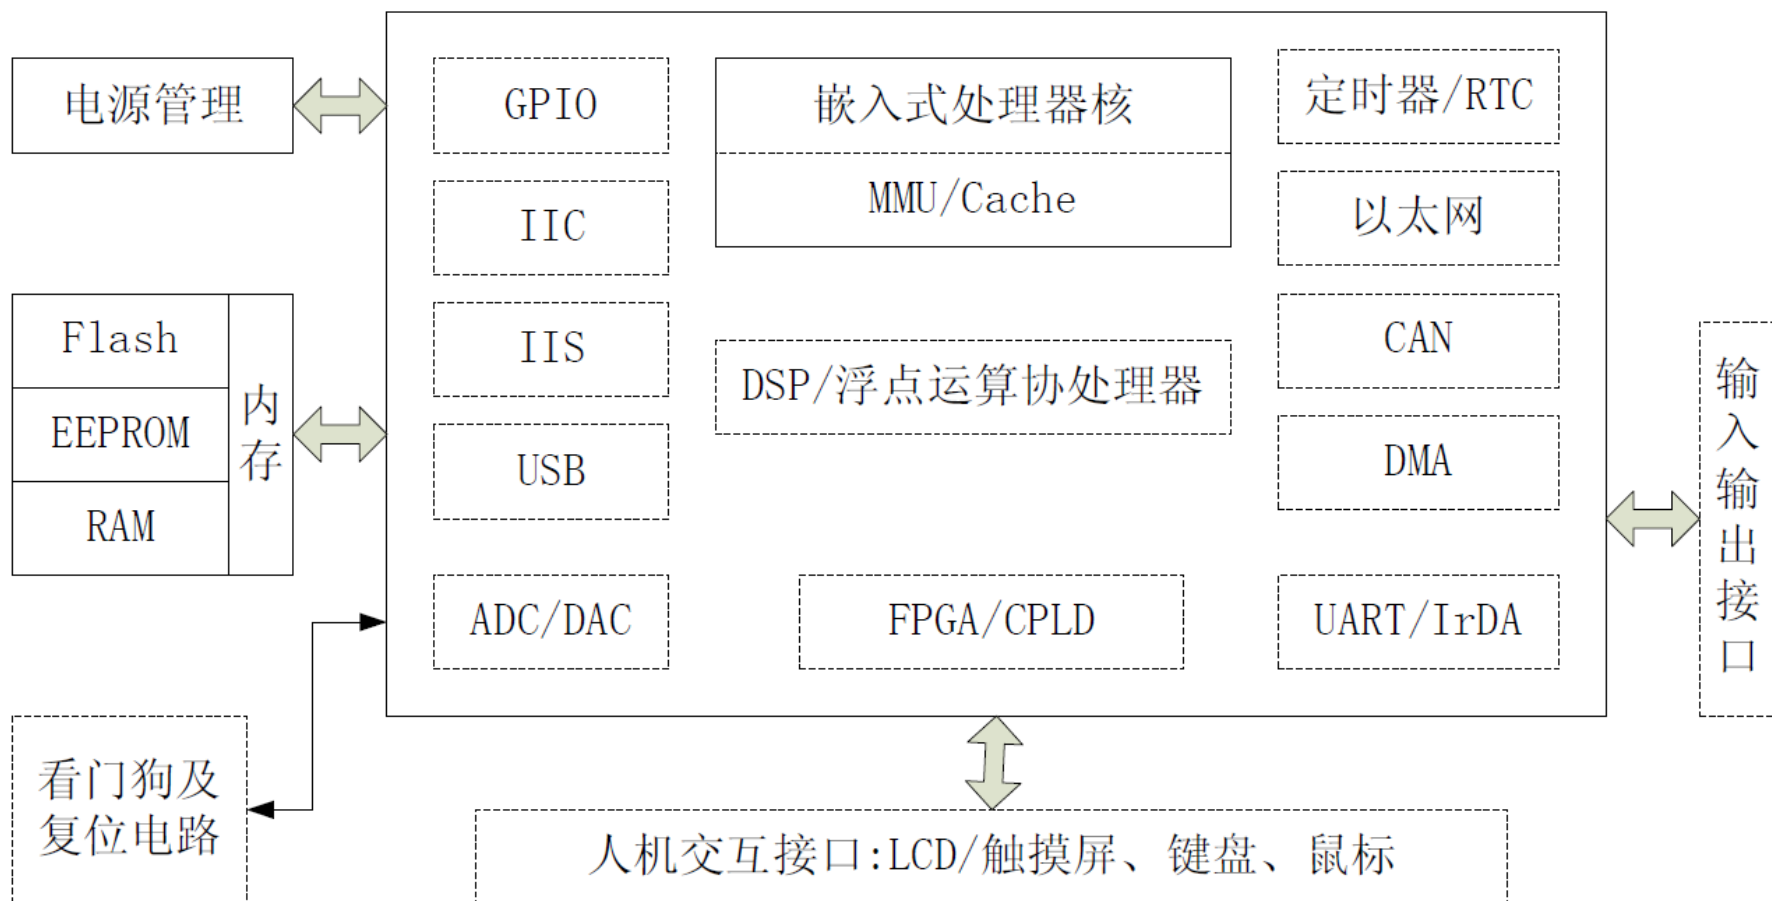 电源管理
GPIO
嵌入式处理器核
定时器/RTC
IIC
MMU/Cache
以太网
Flash
EEPROM
RAM
内存
IIS
DSP/浮点运算协处理器
CAN
USB
DMA
输入输出接口
ADC/DAC
FPGA/CPLD
UART/IrDA
看门狗及
复位电路
人机交互接口:LCD/触摸屏、键盘、鼠标